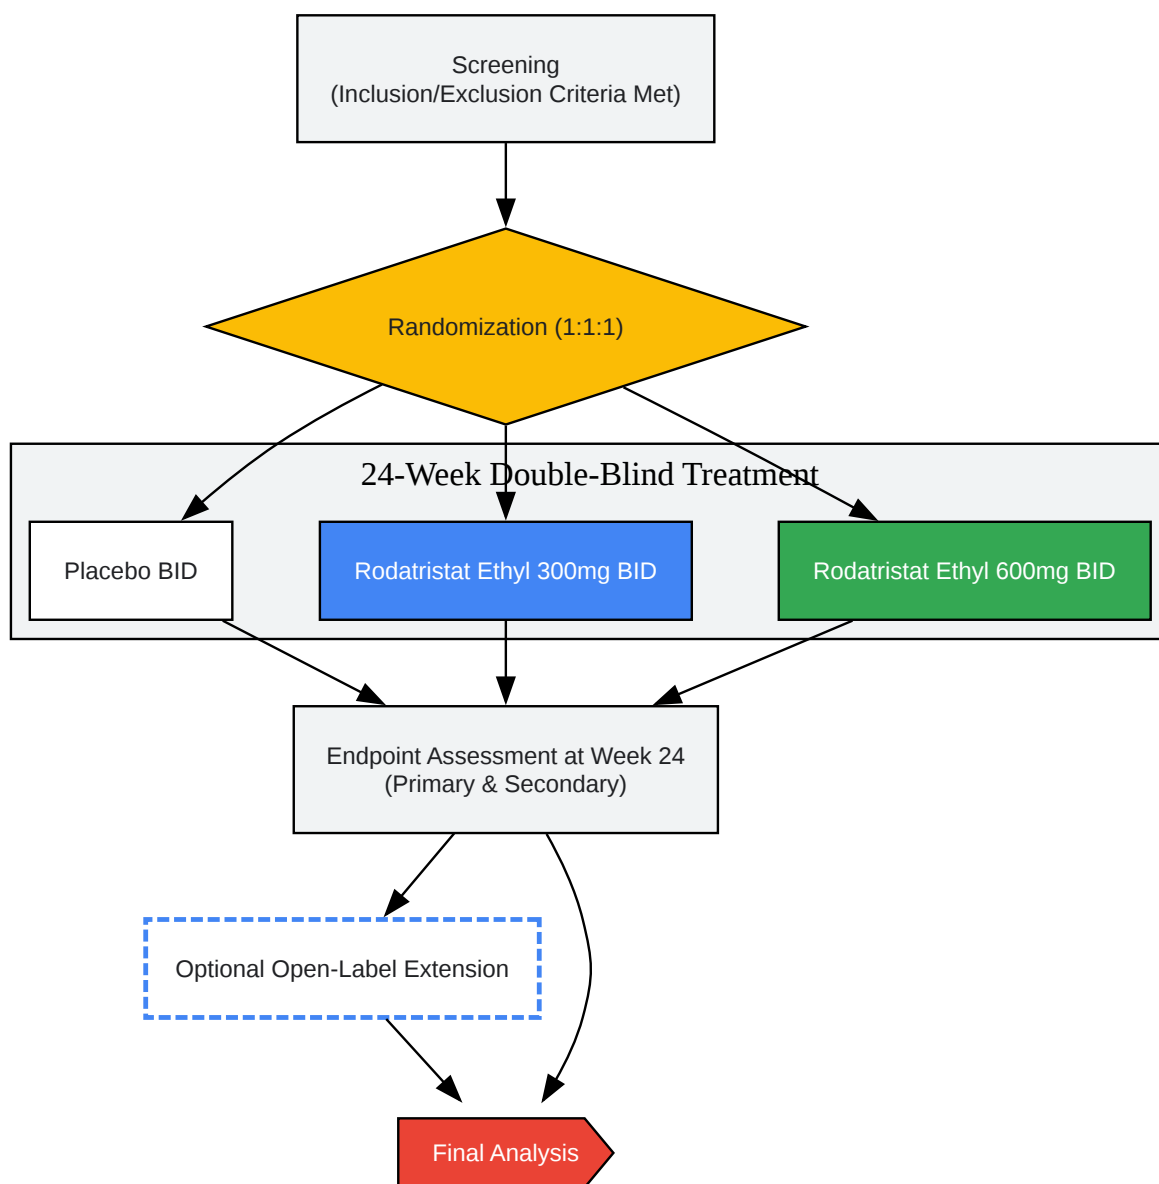 Screening
(Inclusion/Exclusion Criteria Met)
Randomization (1:1:1)
24-Week Double-Blind Treatment
Placebo BID
Rodatristat Ethyl 300mg BID
Rodatristat Ethyl 600mg BID
Endpoint Assessment at Week 24
(Primary & Secondary)
Optional Open-Label Extension
Final Analysis